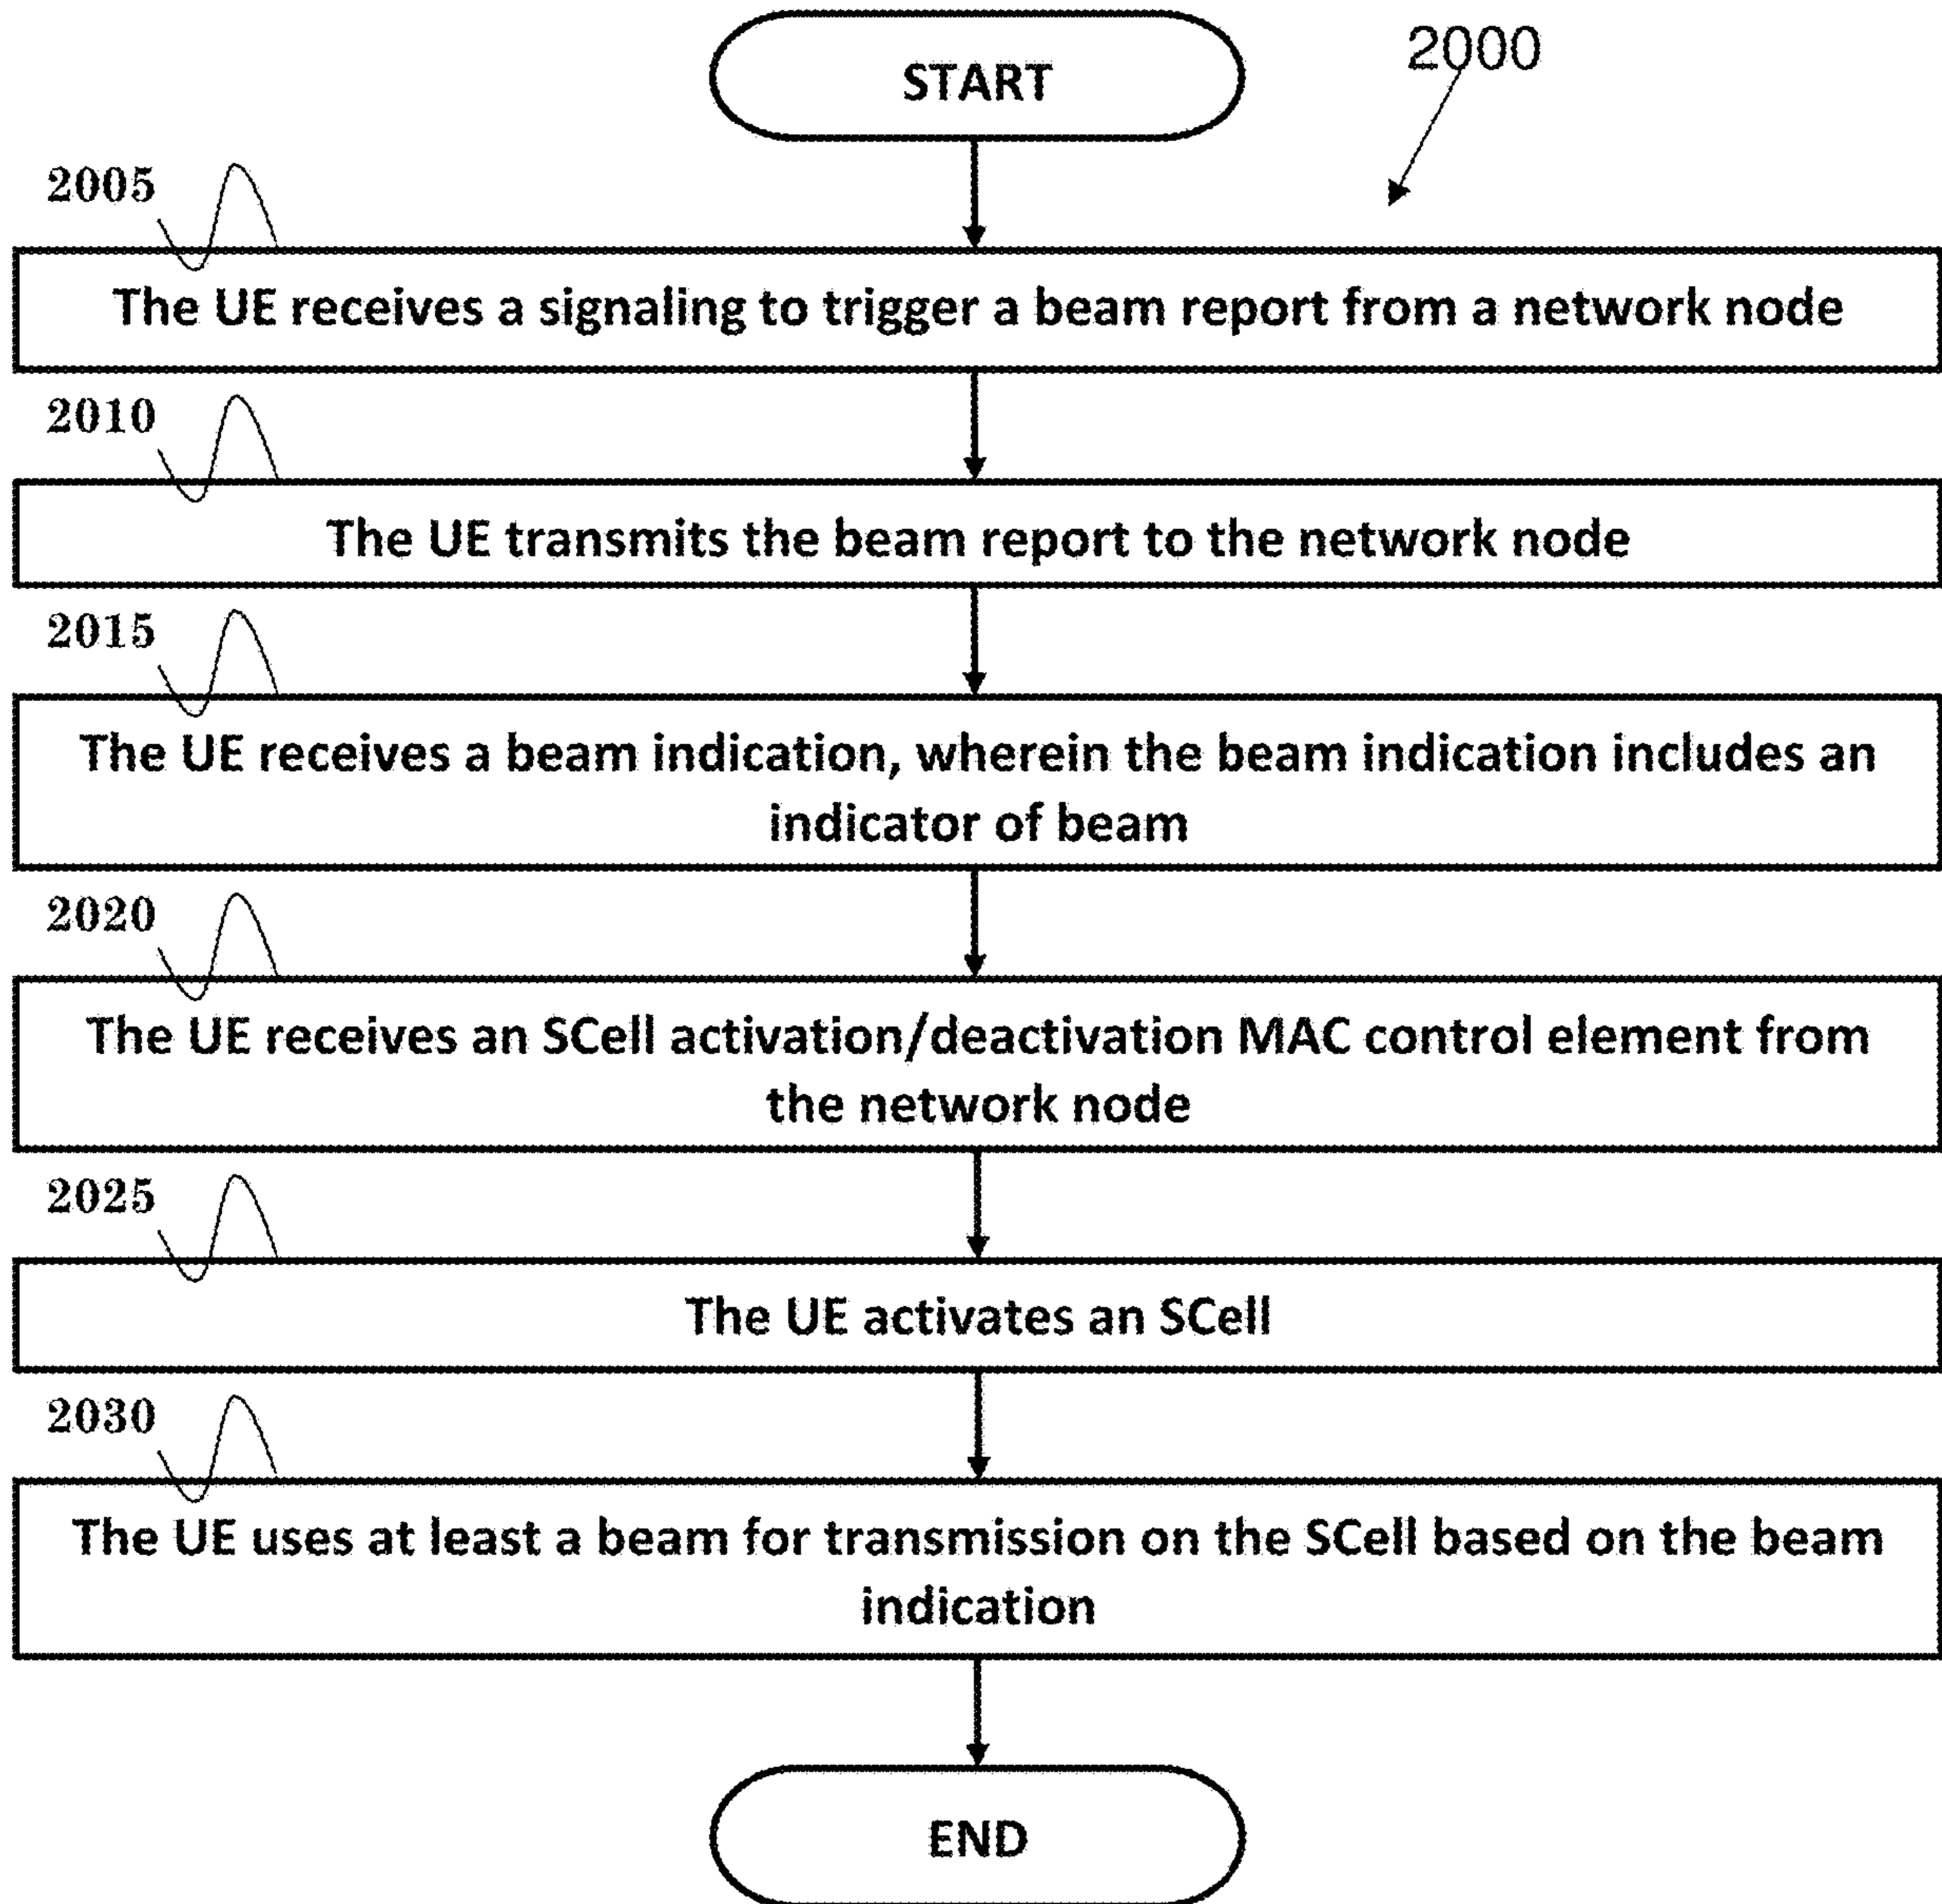 START
2000
2005
The UE receives a signaling to trigger a beam report from a network node
2010
The UE transmits the beam report to the network node
2015
The UE receives a beam indication, wherein the beam indication includes an
indicator of beam
2020
The UE receives an SCell activation/deactivation MAC control element from
the network node
2025
The UE activates an SCell
2030
The UE uses at least a beam for transmission on the SCell based on the beam
indication
END